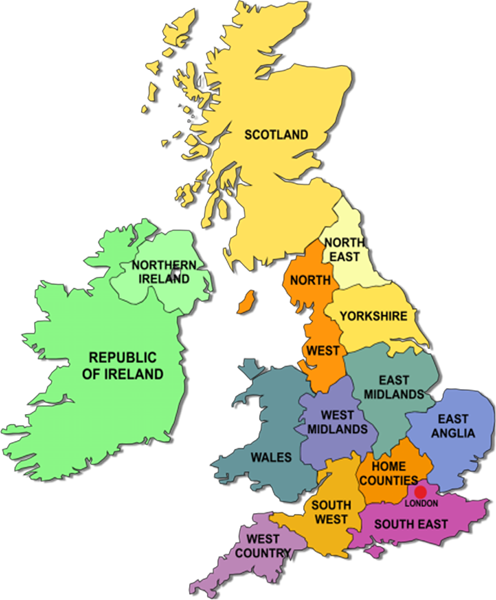 SCOTLAND
NORTH
EAST
NORTHERN
IRELAND
NORTH
YORKSHIRE
WEST
REPUBLIC
OF IRELAND
EAST
MIDLANDS
WEST
MIDLANDS
EAST
ANGLIA
WALES
HOME
COUNTIES
LONDON
SOUTH
WEST
SOUTH EAST
WEST
COUNTRY